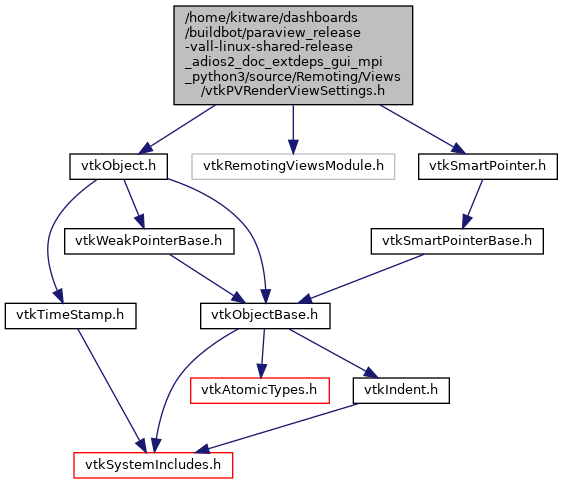 /home/kitware/dashboards
/buildbot/paraview_release
-vall-linux-shared-release
_adios2_doc_extdeps_gui_mpi
_python3/source/Remoting/Views
/vtkPVRenderViewSettings.h
vtkObject.h
vtkRemotingViewsModule.h
vtkSmartPointer.h
vtkWeakPointerBase.h
vtkSmartPointerBase.h
vtkTimeStamp.h
vtkObjectBase.h
vtkAtomicTypes.h
vtkIndent.h
vtkSystemIncludes.h